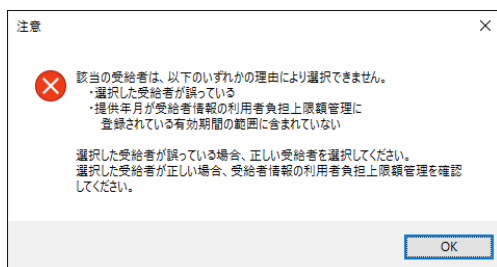 注意
該当の受給者は、以下のいずれかの理由により選択できません。
・選択した受給者が誤っている
・提供年月が受給者情報の利用者負担上限額管理に
登録されている有効期間の範囲に含まれていない
選択した受給者が誤っている場合、正しい受給者を選択してください。
選択した受給者が正しい場合、受給者情報の利用者負担上限額管理を確認
してください。
OK